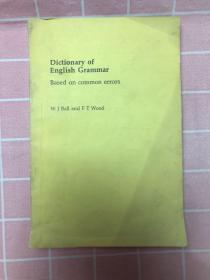 Dictionary of
English Grammar
Based on common errors
W J Ball and F T Wood